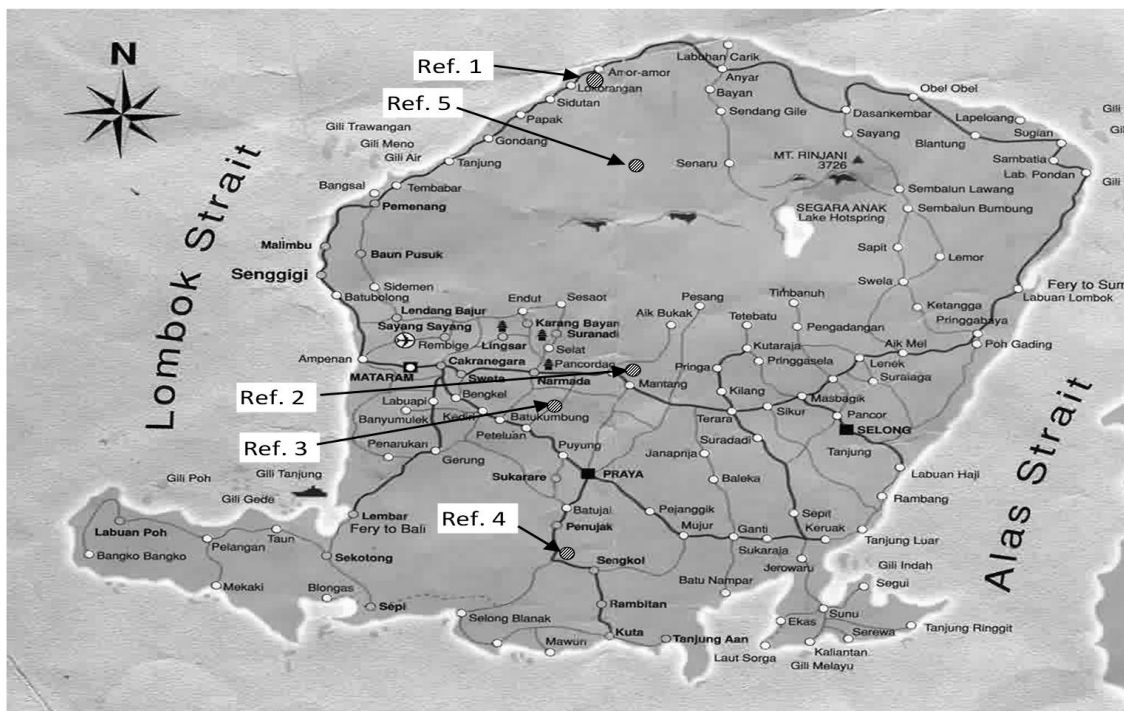 N
Ref. 1
Ref. 5
Ref. 2
Ref. 3
Ref. 4
Lombok Strait
Alas Strait
Labuhan Carik
Amor-amor
Anyar
Lokorangan
Bayan
Obel Obel
Sidutan
Dasankembar
Lapeloang
Papak
Sendang Gile
Sugian
Gili Trawangan
Gondang
Sayang
Blantung
Gili
Gili Meno
Sambatia
Gili Air
Tanjung
Senaru
MT. RINJANI
3726
Lab. Pondan
Bangsal
Tembabar
Sembalun Lawang
Gili
Pemenang
SEGARA ANAK
Lake Hotspring
Sembalun Bumbung
Malimbu
Baun Pusuk
Sapit
Lemor
Senggigi
Sidemen
Swela
Fery to Sum
Batubolong
Endut
Sesaot
Pesang
Timbanuh
Labuan Lombok
Lendang Bajur
Aik Bukak
Tetebatu
Ketangga
Sayang Sayang
Karang Bayan
Pengadangan
Pringgabaya
Rembige
Lingsar
Suranadi
Kutaraja
Aik Mel
Poh Gading
Ampenan
Selat
Pringgasela
Lenek
MATARAM
Cakranegara
Pancordao
Pringa
Suraiaga
Sweta
Narmada
Mantang
Kilang
Masbagik
Labuapi
Bengkel
Banyumulek
Kediri
Batukumbung
Terara
Sikur
Pancor
Peteluan
SELONG
Penarukan
Puyung
Suradadi
Tanjung
Gerung
Janaprija
Gili Tanjung
Sukarare
PRAYA
Labuan Haji
Gili Poh
Baleka
Gili Gede
Rambang
Lembar
Batujai
Pejanggik
Sepit
Labuan Poh
Fery to Bali
Penujak
Mujur
Ganti
Keruak
Taun
Sukaraja
Tanjung Luar
Bangko Bangko
Pelangan
Sekotong
Sengkol
Jerowaru
Gili Indah
Mekaki
Blongas
Batu Nampar
Segui
Sepi
Rambitan
Selong Blanak
Ekas
Sunu
Tanjung Ringgit
Mawun
Kuta
Tanjung Aan
Serewa
Laut Sorga
Kaliantan
Gili Melayu